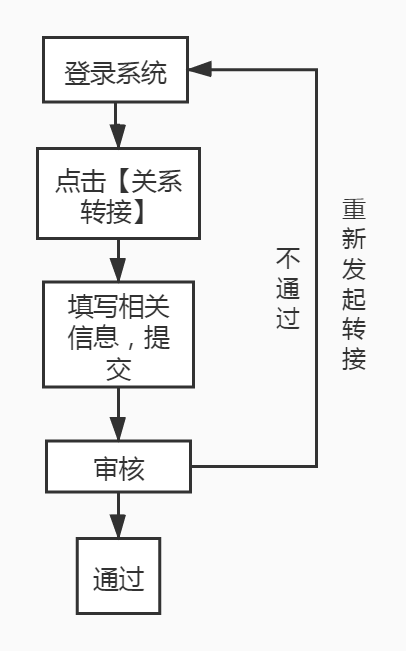 登录系统
点击【关系
转接】
填写相关
信息，提
交
审核
通过
不通过
重新发起转接